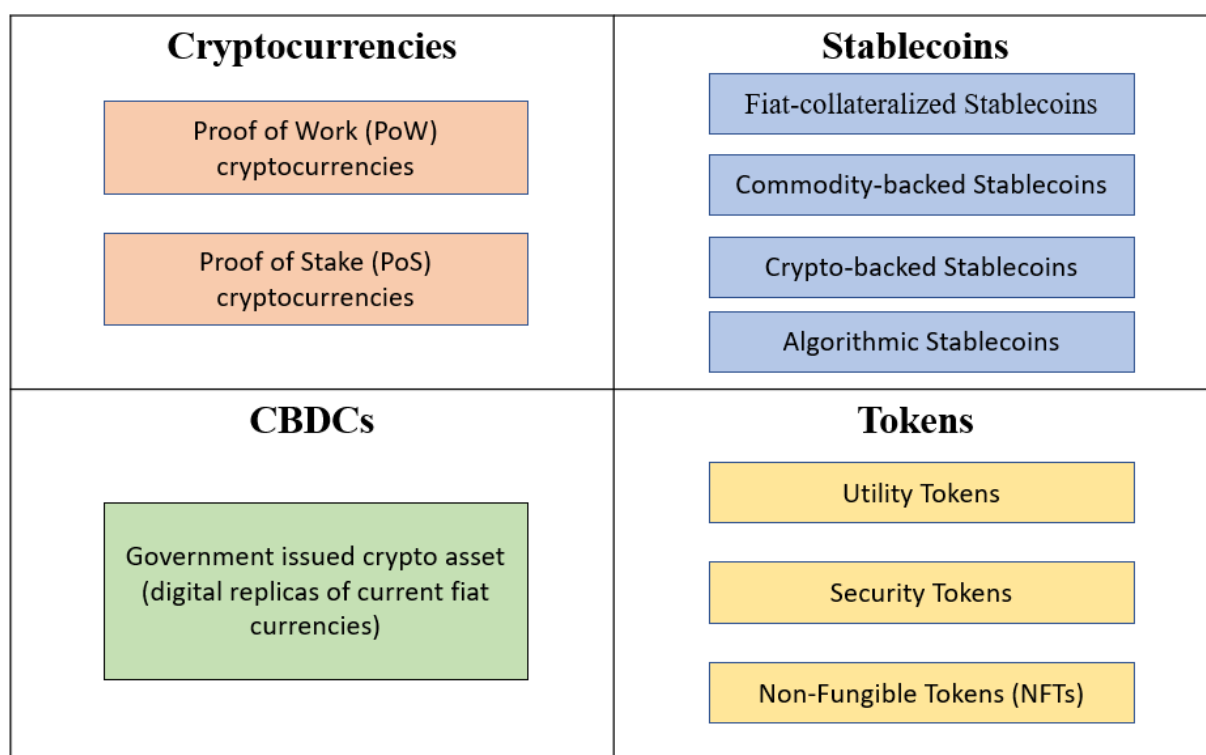 Cryptocurrencies
Proof of Work (PoW)
cryptocurrencies
Proof of Stake (PoS)
cryptocurrencies
Stablecoins
Fiat-collateralized Stablecoins
Commodity-backed Stablecoins
Crypto-backed Stablecoins
Algorithmic Stablecoins
CBDCs
Government issued crypto asset
(digital replicas of current fiat
currencies)
Tokens
Utility Tokens
Security Tokens
Non-Fungible Tokens (NFTs)